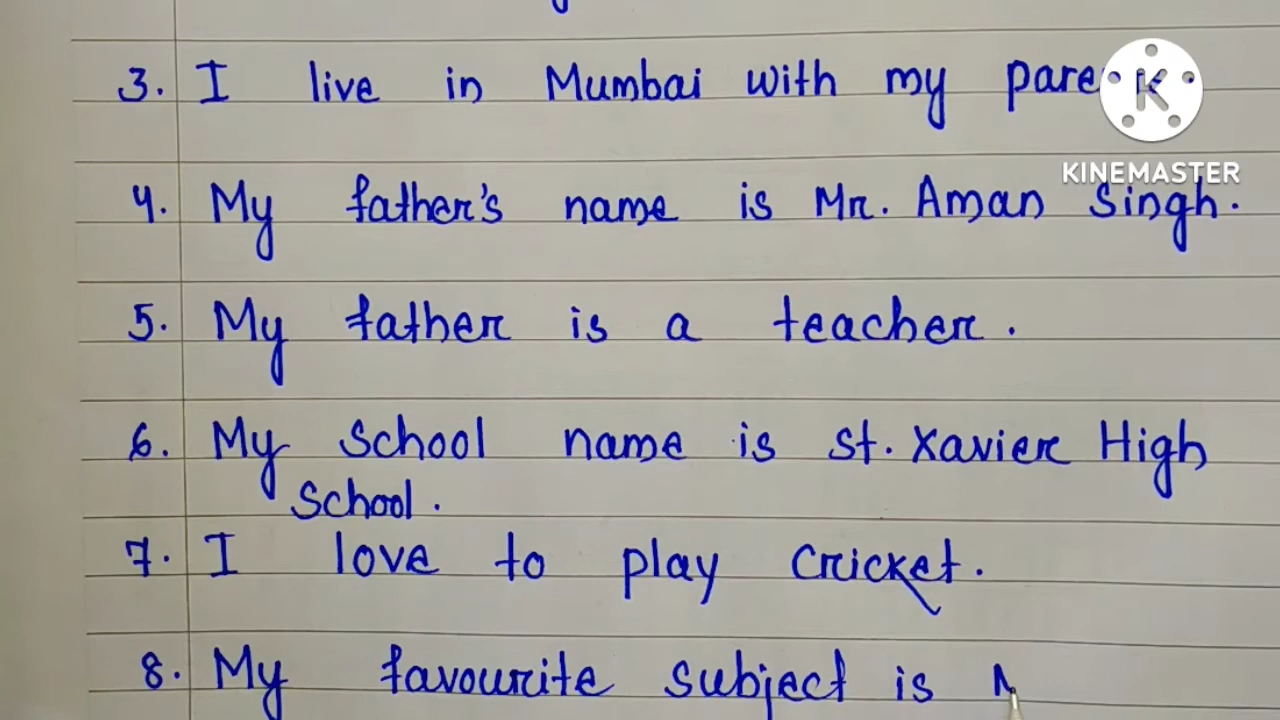 3. I live in Mumbai with my
KINEMASTER
4. My father's name is Mr. Aman Singh.
5. My father is a teacher.
6. My School name is St. Xavier High
School.
7. I love to play cricket.
8. My favourite subject is